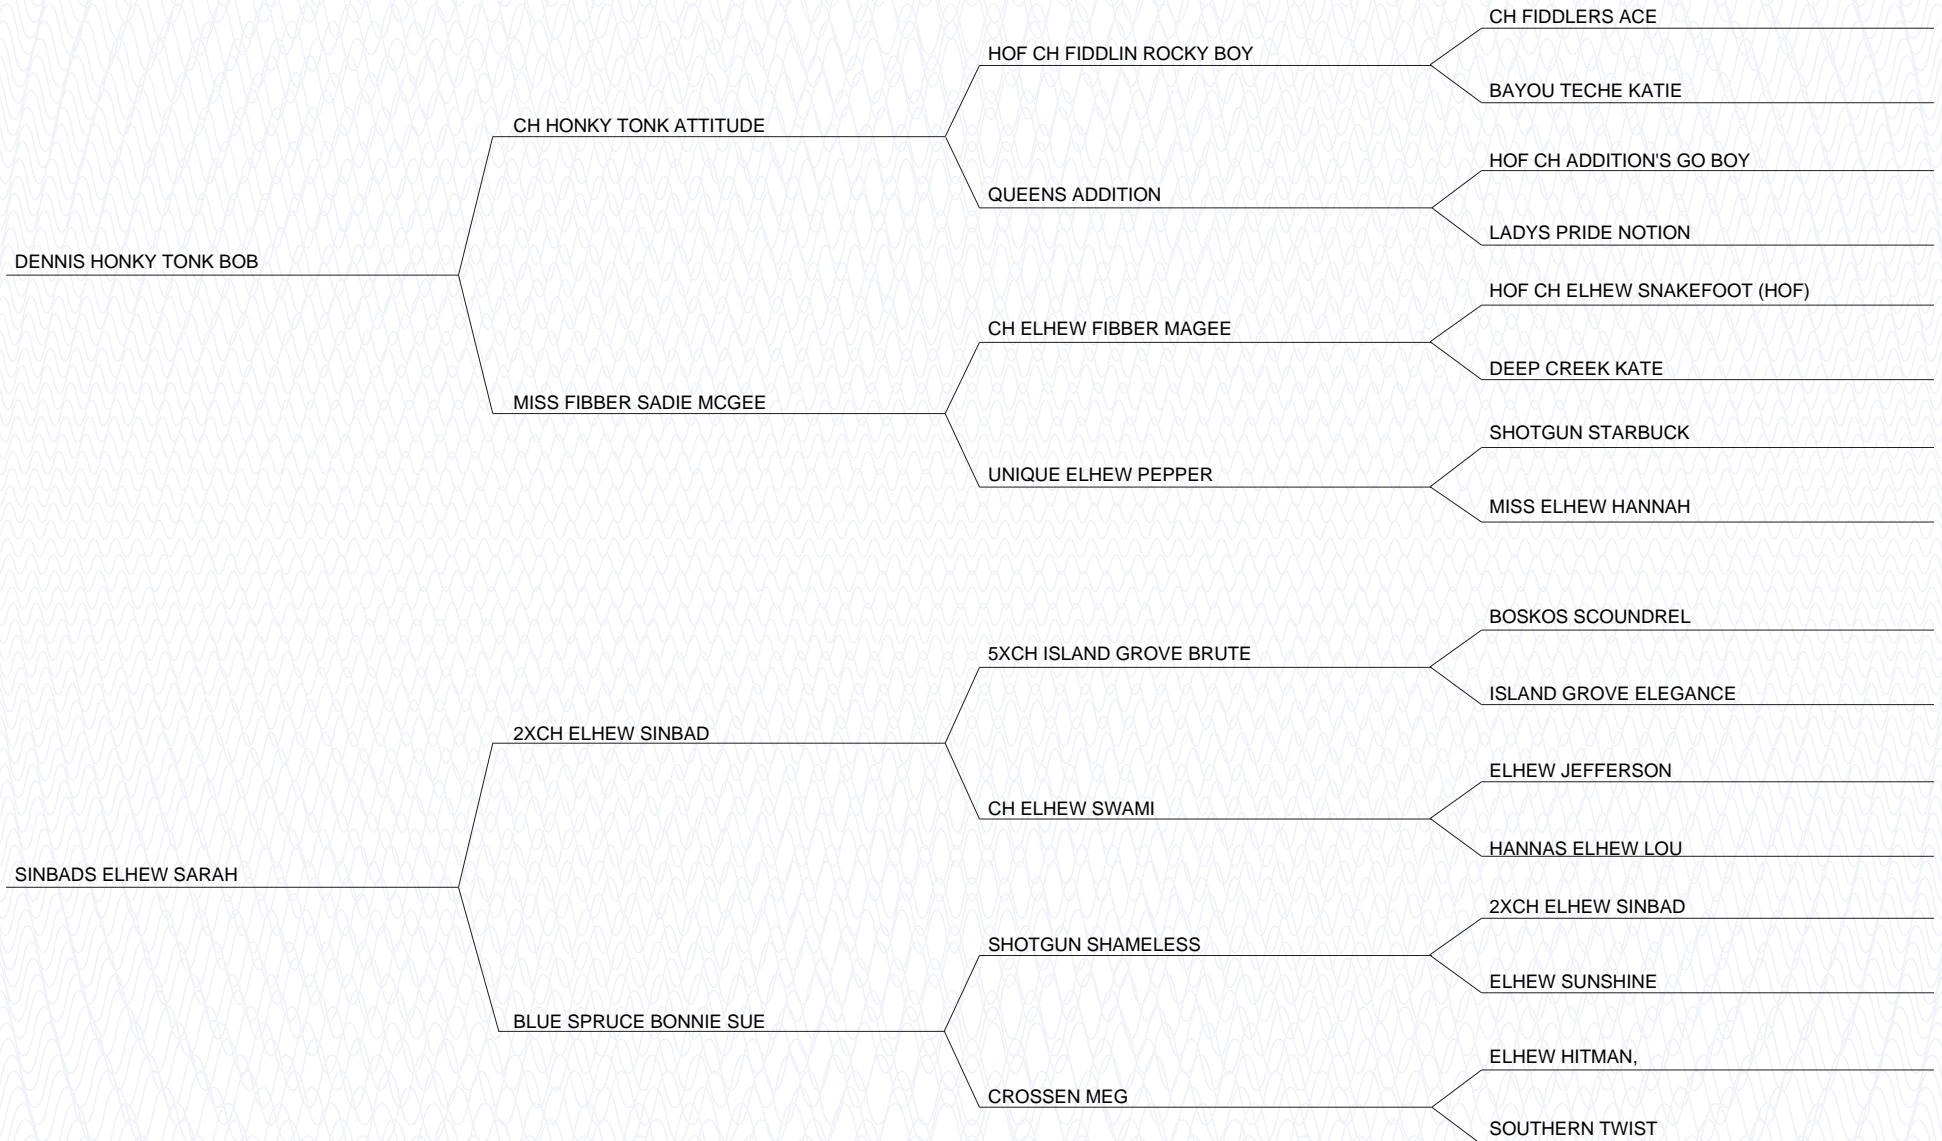 CH FIDDLERS ACE
HOF CH FIDDLIN ROCKY BOY
BAYOU TECHE KATIE
CH HONKY TONK ATTITUDE
HOF CH ADDITION'S GO BOY
QUEENS ADDITION
LADYS PRIDE NOTION
DENNIS HONKY TONK BOB
HOF CH ELHEW SNAKEFOOT (HOF)
CH ELHEW FIBBER MAGEE
DEEP CREEK KATE
MISS FIBBER SADIE MCGEE
SHOTGUN STARBUCK
UNIQUE ELHEW PEPPER
MISS ELHEW HANNAH
BOSKOS SCOUNDREL
5XCH ISLAND GROVE BRUTE
ISLAND GROVE ELEGANCE
2XCH ELHEW SINBAD
ELHEW JEFFERSON
CH ELHEW SWAMI
HANNAS ELHEW LOU
SINBADS ELHEW SARAH
2XCH ELHEW SINBAD
SHOTGUN SHAMELESS
ELHEW SUNSHINE
BLUE SPRUCE BONNIE SUE
ELHEW HITMAN,
CROSSEN MEG
SOUTHERN TWIST